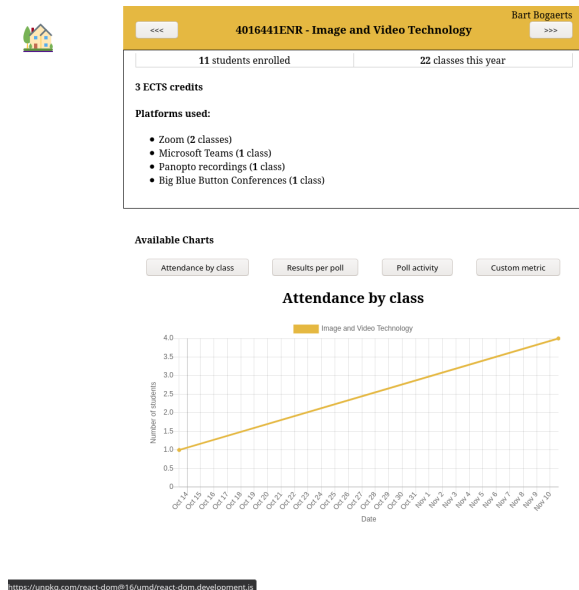 Bart Bogaerts
<<<
4016441ENR - Image and Video Technology
>>>
11 students enrolled
22 classes this year
3 ECTS credits
Platforms used:
• Zoom (2 classes)
• Microsoft Teams (1 class)
• Panopto recordings (1 class)
• Big Blue Button Conferences (1 class)
Available Charts
Attendance by class
Results per poll
Poll activity
Custom metric
Attendance by class
Image and Video Technology
4.0
3.5
3.0
2.5
2.0
1.5
1.0
0.5
0
Number of students
Oct 14
Oct 15
Oct 16
Oct 17
Oct 18
Oct 19
Oct 20
Oct 21
Oct 22
Oct 23
Oct 24
Oct 25
Oct 26
Oct 27
Oct 28
Oct 29
Oct 30
Oct 31
Nov 1
Nov 2
Nov 3
Nov 4
Nov 5
Nov 6
Nov 7
Nov 8
Nov 9
Nov 10
Date
https://unpkg.com/react-dom@16/umd/react-dom.development.js